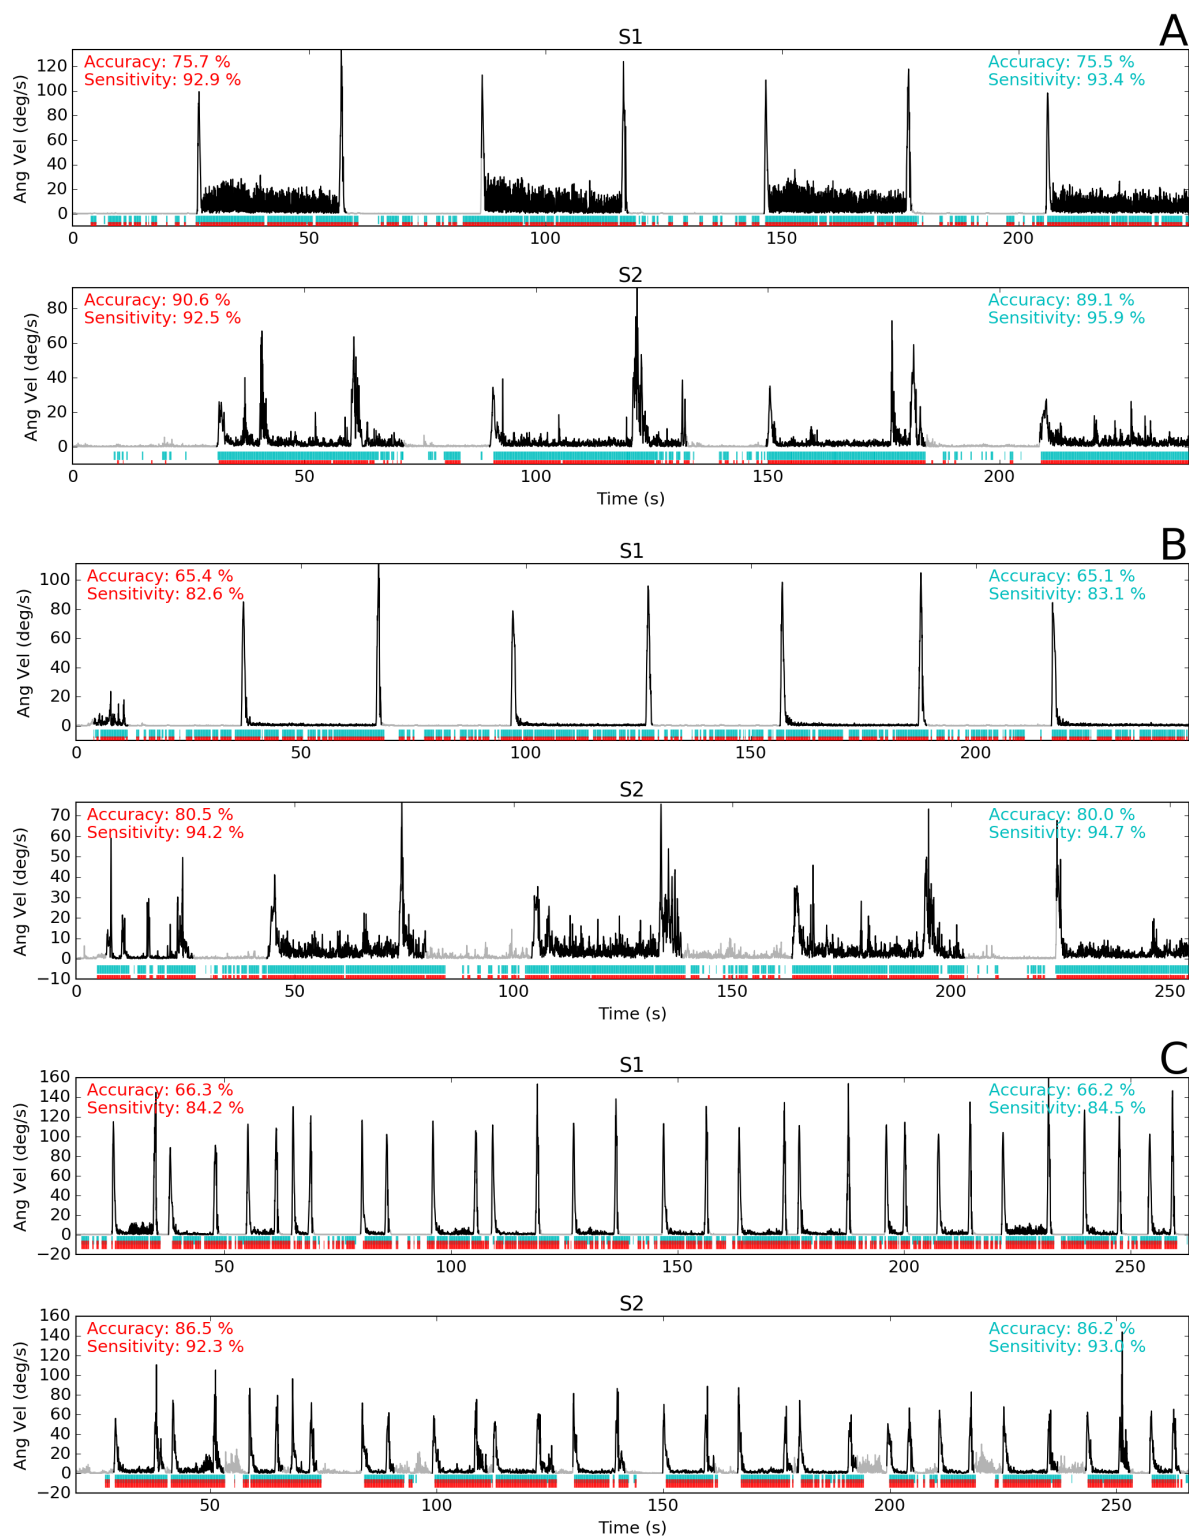 A
S1
Accuracy: 75.7 %
Sensitivity: 92.9 %
Accuracy: 75.5 %
Sensitivity: 93.4 %
Ang Vel (deg/s)
120
100
80
60
40
20
0
0 50 100 150 200
S2
Accuracy: 90.6 %
Sensitivity: 92.5 %
Accuracy: 89.1 %
Sensitivity: 95.9 %
Ang Vel (deg/s)
80
60
40
20
0
0 50 100 150 200
Time (s)
B
S1
Accuracy: 65.4 %
Sensitivity: 82.6 %
Accuracy: 65.1 %
Sensitivity: 83.1 %
Ang Vel (deg/s)
100
80
60
40
20
0
0 50 100 150 200
S2
Accuracy: 80.5 %
Sensitivity: 94.2 %
Accuracy: 80.0 %
Sensitivity: 94.7 %
Ang Vel (deg/s)
70
60
50
40
30
20
10
0
−10
0 50 100 150 200 250
Time (s)
C
S1
Accuracy: 66.3 %
Sensitivity: 84.2 %
Accuracy: 66.2 %
Sensitivity: 84.5 %
Ang Vel (deg/s)
160
140
120
100
80
60
40
20
0
−20
50 100 150 200 250
S2
Accuracy: 86.5 %
Sensitivity: 92.3 %
Accuracy: 86.2 %
Sensitivity: 93.0 %
Ang Vel (deg/s)
160
140
120
100
80
60
40
20
0
−20
50 100 150 200 250
Time (s)